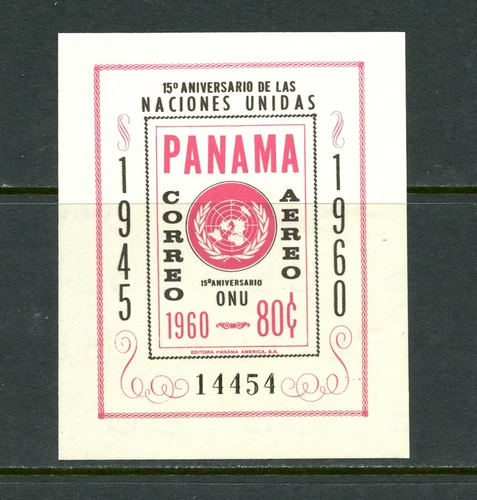 15º ANIVERSARIO DE LAS
NACIONES UNIDAS
1945
1960
PANAMA
CORREO
AEREO
15º ANIVERSARIO
ONU
1960
80¢
EDITORA PANAMA AMERICA, S.A.
14454